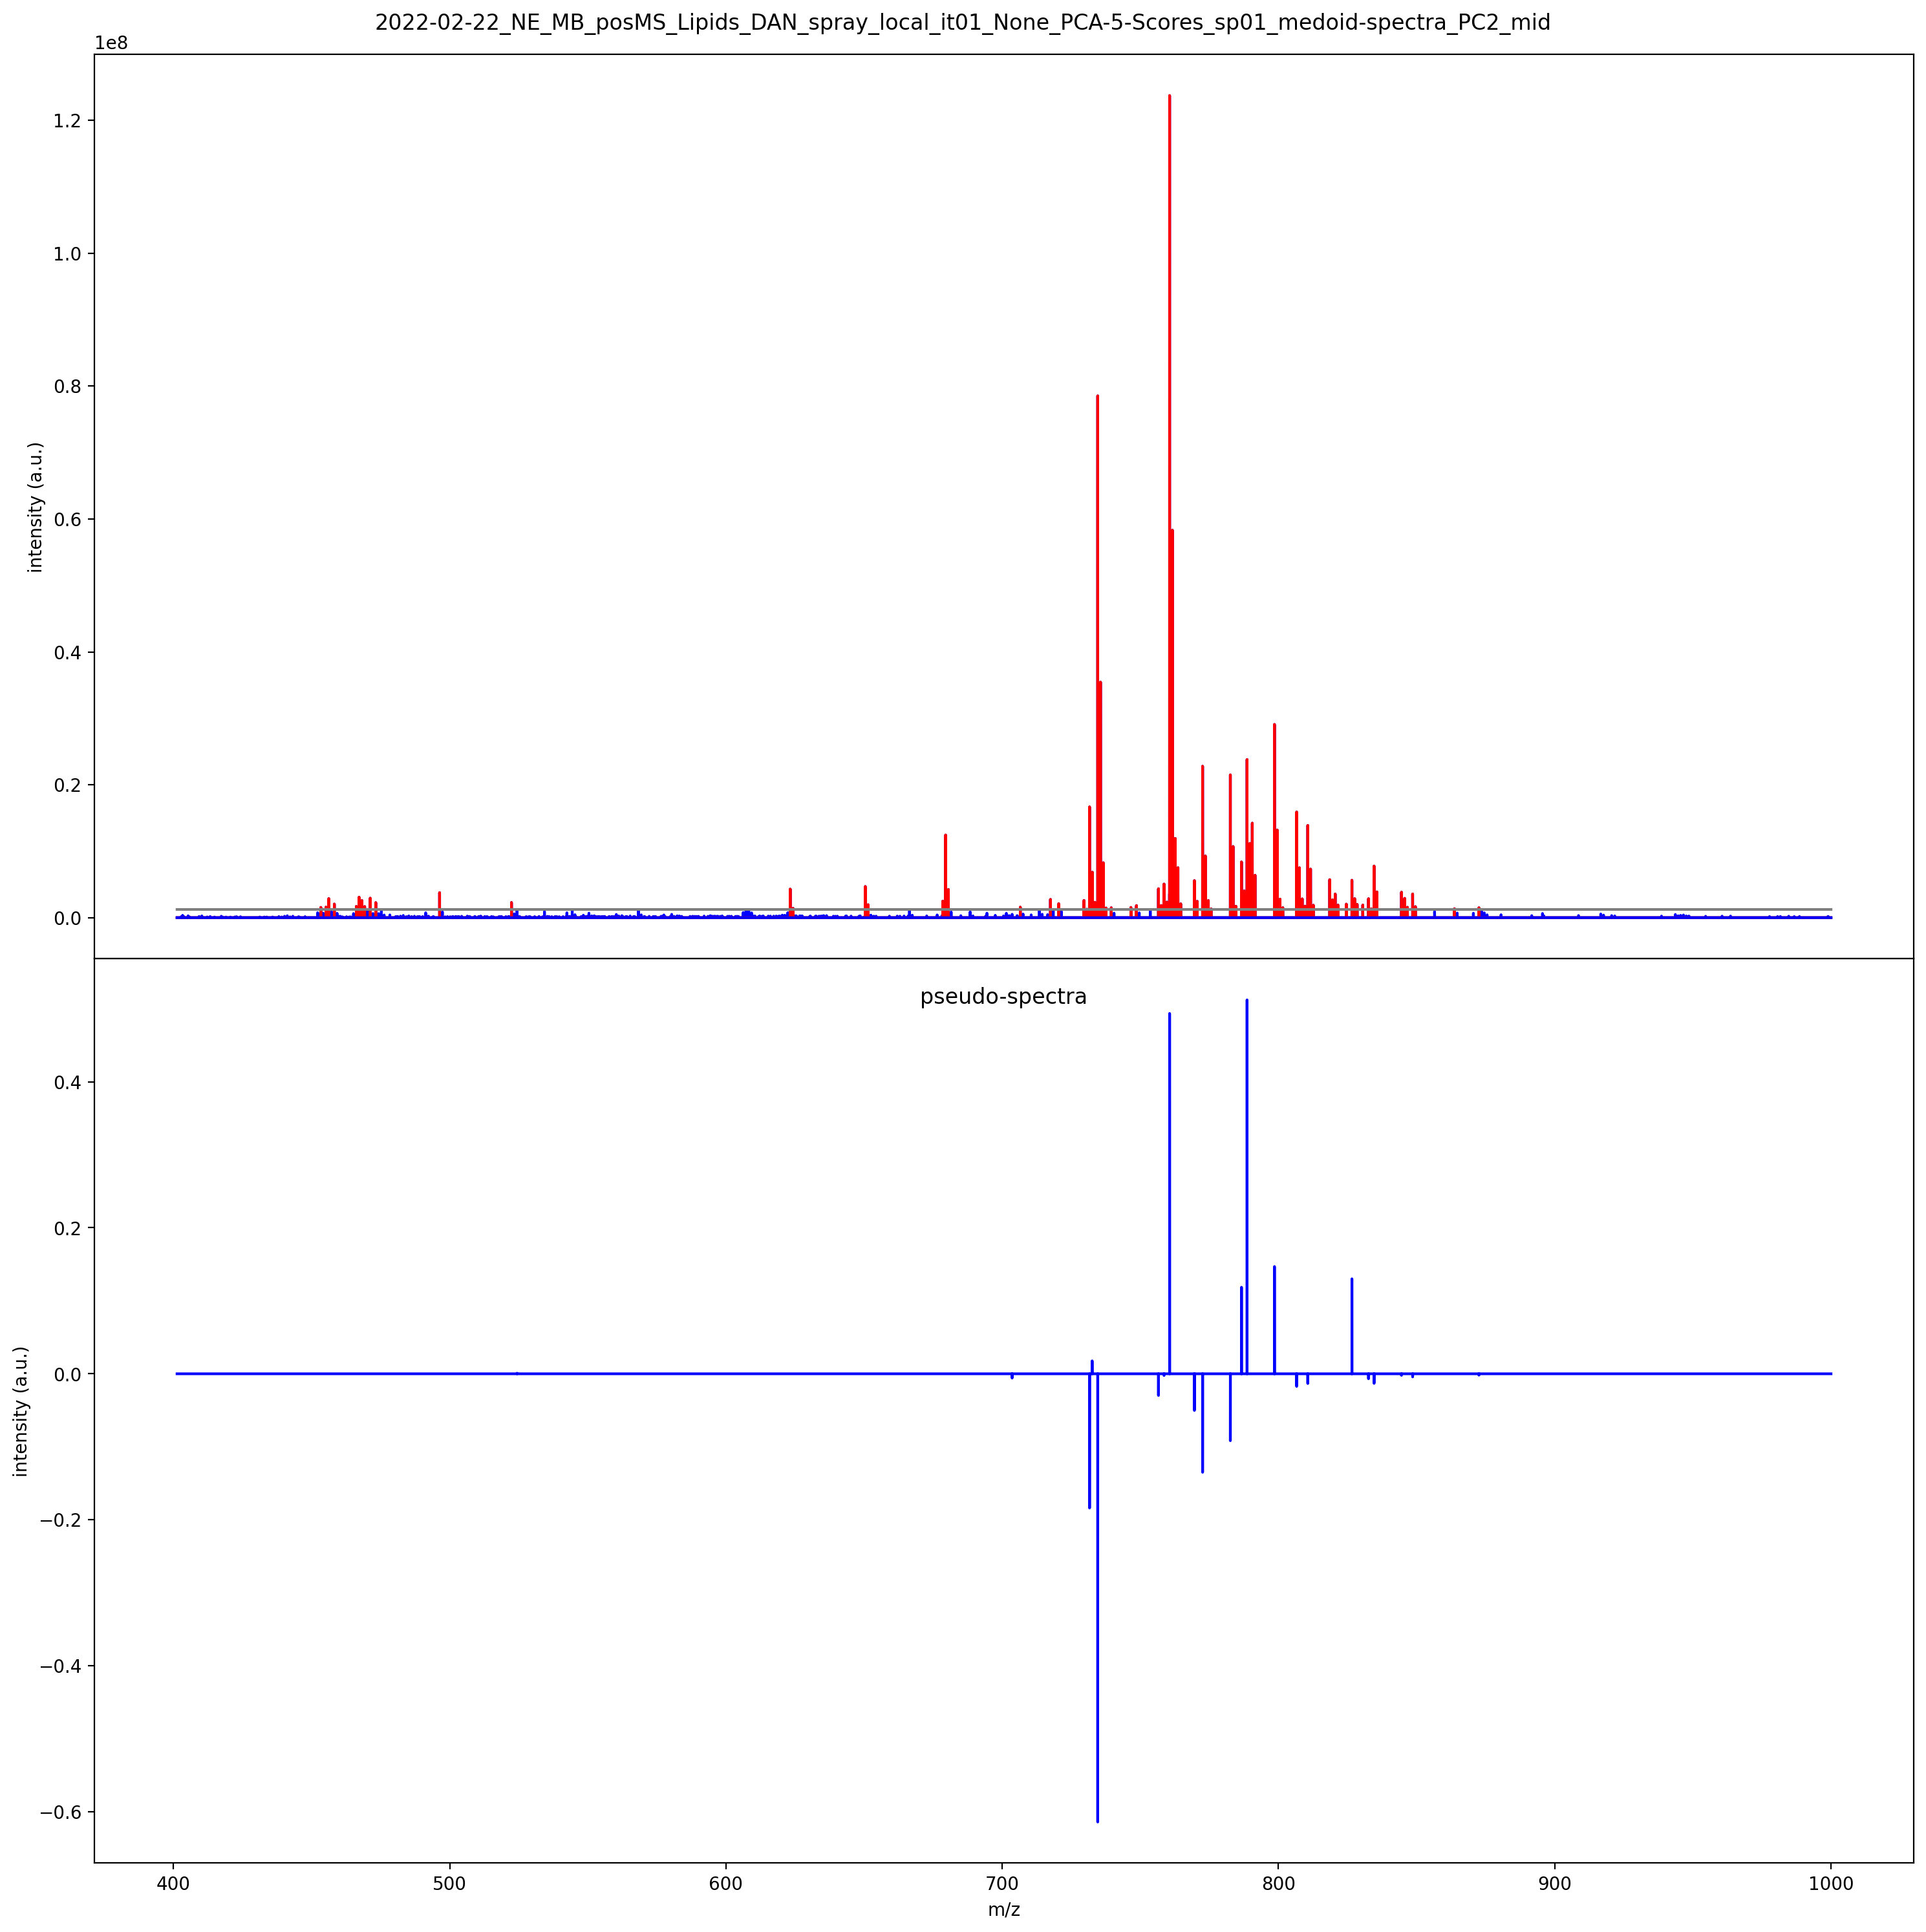 2022-02-22_NE_MB_posMS_Lipids_DAN_spray_local_it01_None_PCA-5-Scores_sp01_medoid-spectra_PC2_mid
1e8
1.2
1.0
0.8
0.6
0.4
0.2
0.0
intensity (a.u.)
pseudo-spectra
0.4
0.2
0.0
−0.2
−0.4
−0.6
intensity (a.u.)
400 500 600 700 800 900 1000
m/z